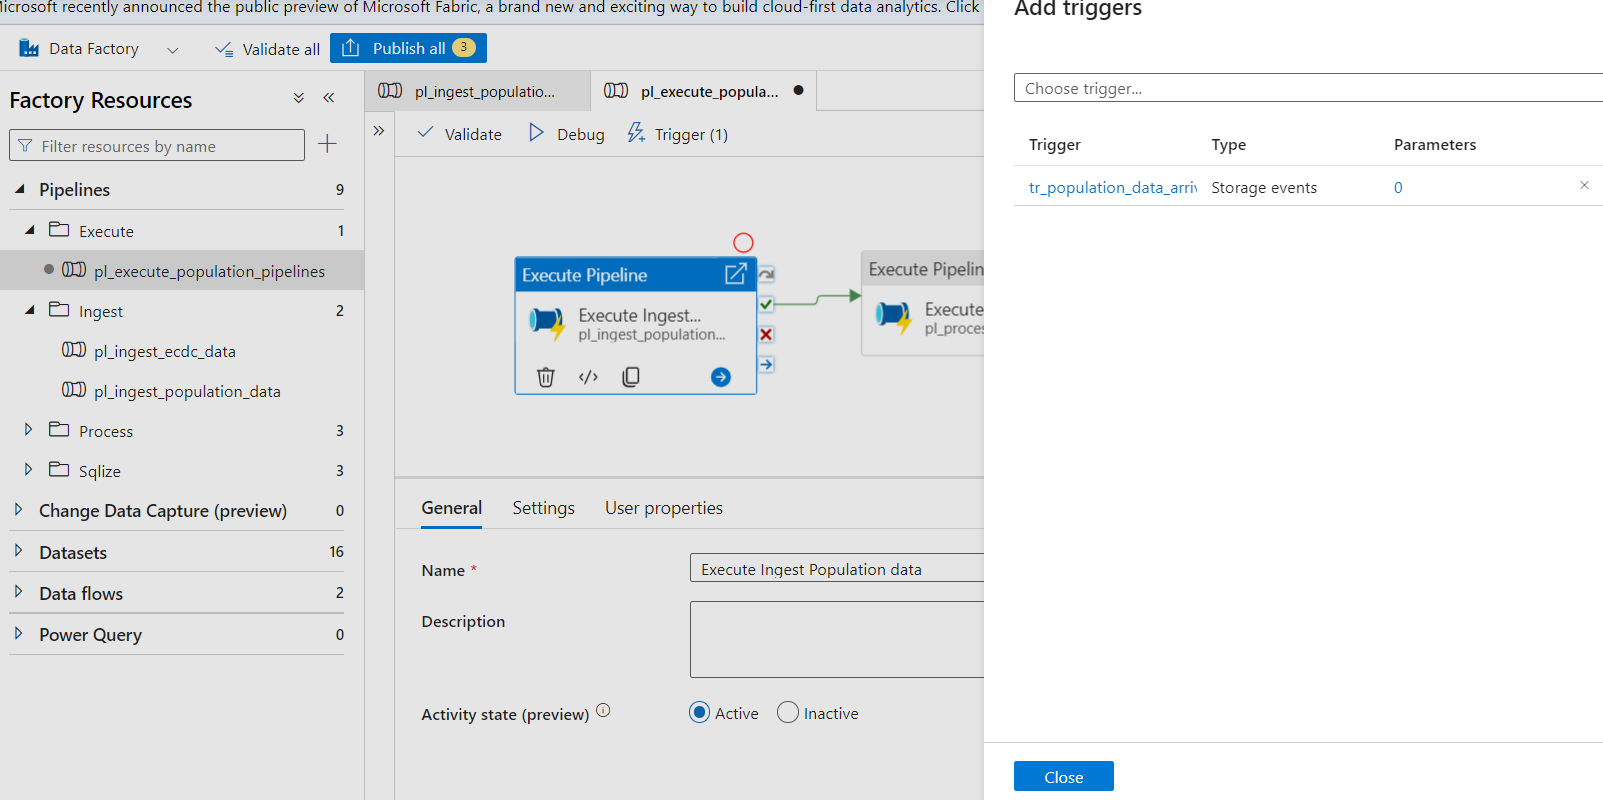 Microsoft recently announced the public preview of Microsoft Fabric, a brand new and exciting way to build cloud-first data analytics. Click
Data Factory
Validate all
Publish all 3
Factory Resources
Filter resources by name
Pipelines 9
Execute 1
pl_execute_population_pipelines
Ingest 2
pl_ingest_ecdc_data
pl_ingest_population_data
Process 3
Sqlize 3
Change Data Capture (preview) 0
Datasets 16
Data flows 2
Power Query 0
pl_ingest_populatio...
pl_execute_popula...
Validate
Debug
Trigger (1)
Execute Pipeline
Execute Ingest...
pl_ingest_population...
Execute Pipelin
Execute
pl_proces
General
Settings
User properties
Name *
Execute Ingest Population data
Description
Activity state (preview)
Active
Inactive
Add triggers
Choose trigger...
Trigger Type Parameters
tr_population_data_arriv Storage events 0
Close